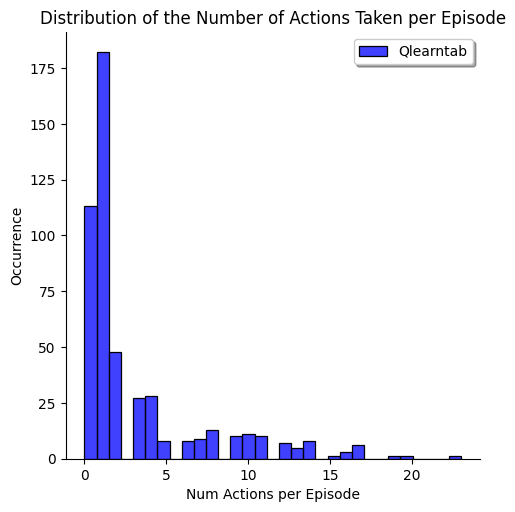 Distribution of the Number of Actions Taken per Episode
Qlearntab
175
150
125
100
75
50
25
0
Occurrence
0 5 10 15 20
Num Actions per Episode